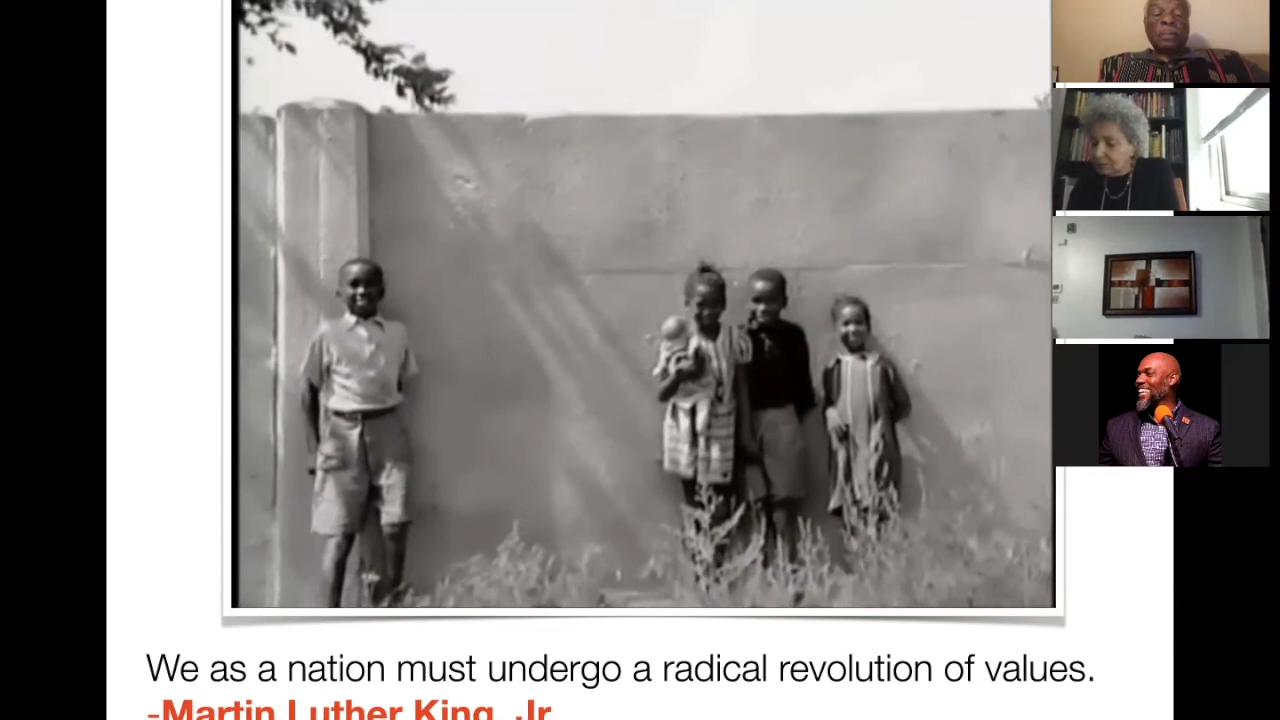 We as a nation must undergo a radical revolution of values.
-Martin Luther King, Jr